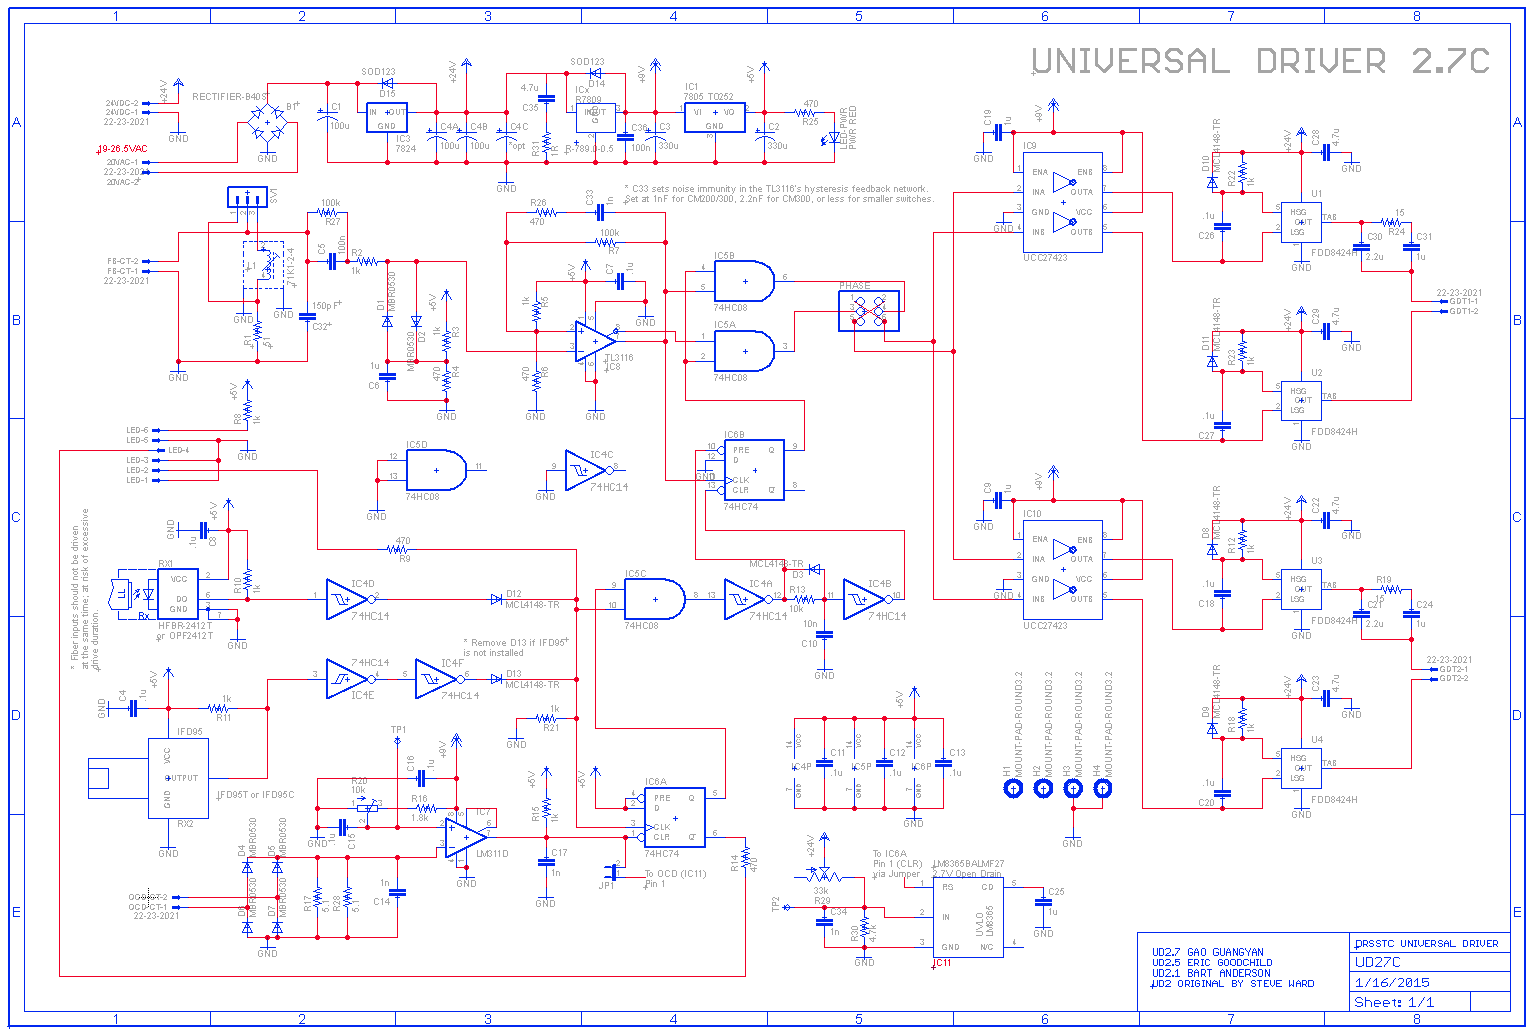 UNIVERSAL DRIVER 2.7C
1 2 3 4 5 6 7 8
A
B
C
D
E
24VDC-2
24VDC-1
22-23-2021
+24V
GND
19-26.5VAC
20VAC-1
22-23-2021
20VAC-2
RECTIFIER-B40S
B1
GND
C1
100u
SOD123
D15
IN OUT
GND
IC3
7824
+24V
C4A
100u
C4B
100u
C4C
*opt
GND
4.7u
C35
R31
1R
SOD123
D14
ICx
R7809
R-789.0-0.5
C36
100n
+9V
C3
330u
IC1
7805 TO252
VI VO
GND
+5V
C2
330u
470
R25
LED-PWR
PWR RED
* C33 sets noise immunity in the TL3116's hysteresis feedback network.
Set at 1nF for CM200/300, 2.2nF for CM300, or less for smaller switches.
SV1
1 2 3
100k
R27
FB-CT-2
FB-CT-1
22-23-2021
L1
71K1-2-4
GND
GND
R1
51
C5
100n
R2
1k
150pF
C32
GND
D1
MBR0530
MBR0530
D2
+5V
R3
1k
R4
470
1u
C6
GND
R26
470
C33
1n
100k
R7
+5V
C7
.1u
GND
R5
1k
R6
470
GND
TL3116
IC8
GND
IC5B
74HC08
IC5A
74HC08
PHASE
LED-6
LED-5
LED-4
LED-3
LED-2
LED-1
+5V
R8
1k
GND
IC5D
74HC08
GND
IC4C
74HC14
GND
IC6B
PRE
D
CLK
CLR
Q
Q
GND
74HC74
* Fiber inputs should not be driven
at the same time, at risk of excessive
drive duration.
GND
.1u
C8
+5V
RX1
VCC
DO
GND
Rx
HFBR-2412T
or OPF2412T
R10
1k
GND
470
R9
IC4D
74HC14
D12
MCL4148-TR
* Remove D13 if IFD95
is not installed
74HC14
IC4E
IC4F
74HC14
D13
MCL4148-TR
1k
R21
GND
IC5C
74HC08
IC4A
74HC14
MCL4148-TR
D3
R13
10k
10n
C10
GND
IC4B
74HC14
GND
C4
.1u
+5V
1k
R11
IFD95
VCC
OUTPUT
GND
RX2
IFD95T or IFD95C
GND
TP1
C16
.1u
+9V
R20
10k
R16
1.8k
GND
.1u
C15
IC7
LM311D
GND
+5V
R15
1k
C17
1n
GND
+5V
IC6A
PRE
D
CLK
CLR
Q
Q
74HC74
JP1
To OCD (IC11)
Pin 1
R14
470
OCD-CT-2
OCD-CT-1
22-23-2021
D4
MBR0530
D5
MBR0530
D6
MBR0530
D7
MBR0530
R17
5.1
R28
5.1
1n
C14
GND
+5V
VCC
IC4P
GND
C11
.1u
VCC
IC5P
GND
C12
.1u
VCC
IC6P
GND
C13
.1u
GND
H1
MOUNT-PAD-ROUND3.2
H2
MOUNT-PAD-ROUND3.2
H3
MOUNT-PAD-ROUND3.2
H4
MOUNT-PAD-ROUND3.2
GND
+24V
33k
R29
TP2
C34
1n
R30
4.7k
GND
To IC6A
Pin 1 (CLR)
via Jumper
LM8365BALMF27
2.7V Open Drain
RS
CD
IN
UVLO
LM8365
GND
N/C
IC11
C25
1u
GND
C19
.1u
GND
+9V
IC9
ENA
INA
GND
INB
ENB
OUTA
VCC
OUTB
GND
UCC27423
C9
.1u
GND
+9V
IC10
ENA
INA
GND
INB
ENB
OUTA
VCC
OUTB
GND
UCC27423
D10
MCL4148-TR
R22
1k
+24V
C28
4.7u
GND
.1u
C26
U1
HSG
OUT
LSG
TAB
FDD8424H
GND
15
R24
C30
2.2u
C31
1u
22-23-2021
GDT1-1
GDT1-2
D11
MCL4148-TR
R23
1k
+24V
C29
4.7u
GND
.1u
C27
U2
HSG
OUT
LSG
TAB
FDD8424H
GND
D8
MCL4148-TR
R12
1k
+24V
C22
4.7u
GND
.1u
C18
U3
HSG
OUT
LSG
TAB
FDD8424H
GND
R19
15
C21
2.2u
C24
1u
22-23-2021
GDT2-1
GDT2-2
D9
MCL4148-TR
R18
1k
+24V
C23
4.7u
GND
.1u
C20
U4
HSG
OUT
LSG
TAB
FDD8424H
GND
UD2.7 GAO GUANGYAN
UD2.5 ERIC GOODCHILD
UD2.1 BART ANDERSON
UD2 ORIGINAL BY STEVE WARD
DRSSTC UNIVERSAL DRIVER
UD27C
1/16/2015
Sheet: 1/1
1 2 3 4 5 6 7 8